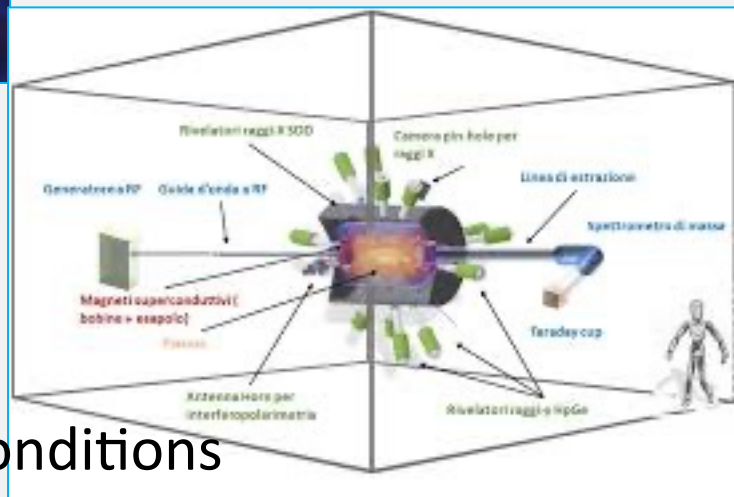 Rivelatori raggi X SDD
Camera pin-hole per
raggi X
Generatore a RF
Guida d'onda a RF
Linea di estrazione
Spettrometro di massa
Magneti superconduttivi (
bobine + esapolo)
Plasma
Faraday cup
Antenna Horn per
interferopolarimetria
Rivelatori raggi-γ HpGe
onditions